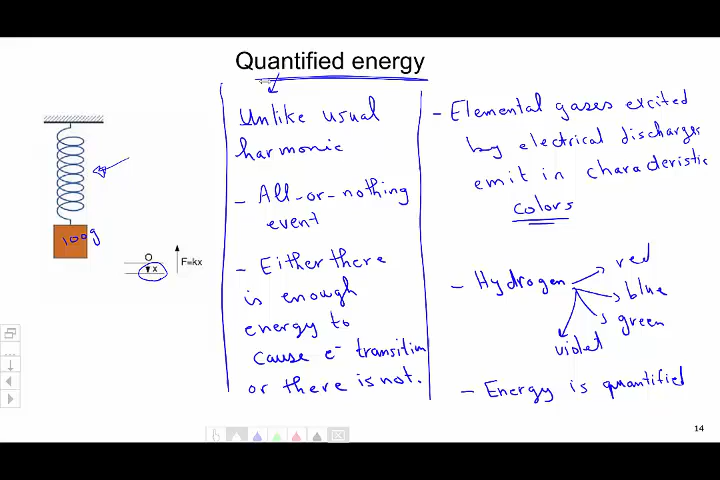 Quantified energy
100g
O
x
F=kx
Unlike usual
harmonic
- All-or-nothing
event
- Either there
is enough
energy to
cause e- transition
or there is not.
- Elemental gases excited
by electrical discharges
emit in characteristic
colors
- Hydrogen
red
blue
green
violet
- Energy is quantified
14